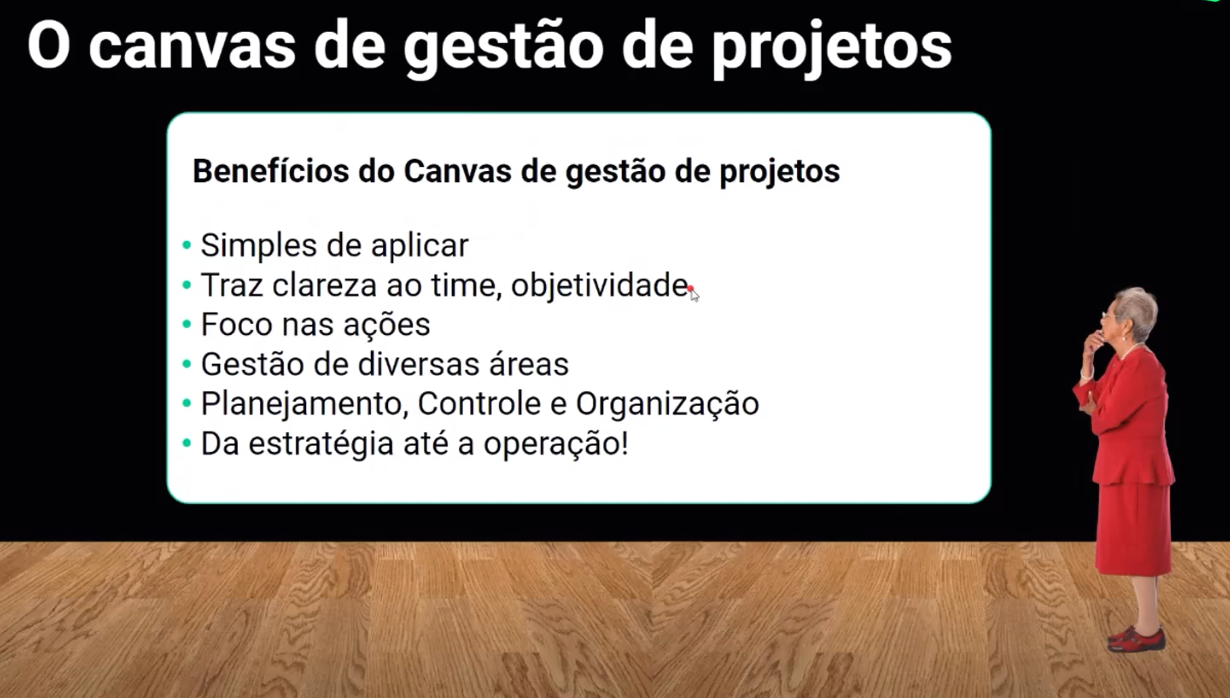 O canvas de gestão de projetos
Benefícios do Canvas de gestão de projetos
• Simples de aplicar
• Traz clareza ao time, objetividade
• Foco nas ações
• Gestão de diversas áreas
• Planejamento, Controle e Organização
• Da estratégia até a operação!